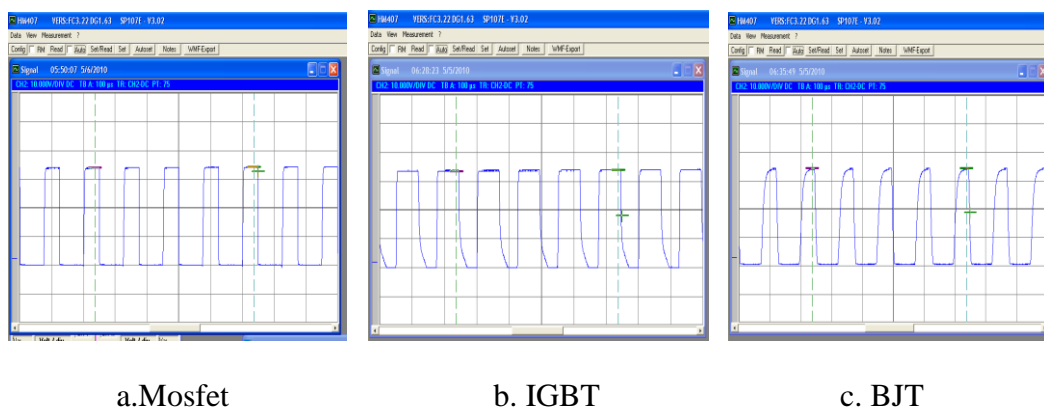 HM407 VERS:FC3.22 DG1.63 SP107E - V3.02
Data View Measurement ?
Config RM Read Auto Set/Read Set Autoset Notes WMF-Export
Signal 05:50:07 5/6/2010
CH2: 10.000V/DIV DC TB A: 100 µs TR: CH2-DC PT: 75
HM407 VERS:FC3.22 DG1.63 SP107E - V3.02
Data View Measurement ?
Config RM Read Auto Set/Read Set Autoset Notes WMF-Export
Signal 06:20:23 5/5/2010
CH2: 10.000V/DIV DC TB A: 100 µs TR: CH2-DC PT: 75
HM407 VERS:FC3.22 DG1.63 SP107E - V3.02
Data View Measurement ?
Config RM Read Auto Set/Read Set Autoset Notes WMF-Export
Signal 06:35:49 5/5/2010
CH2: 10.000V/DIV DC TB A: 100 µs TR: CH2-DC PT: 75
a.Mosfet
b. IGBT
c. BJT